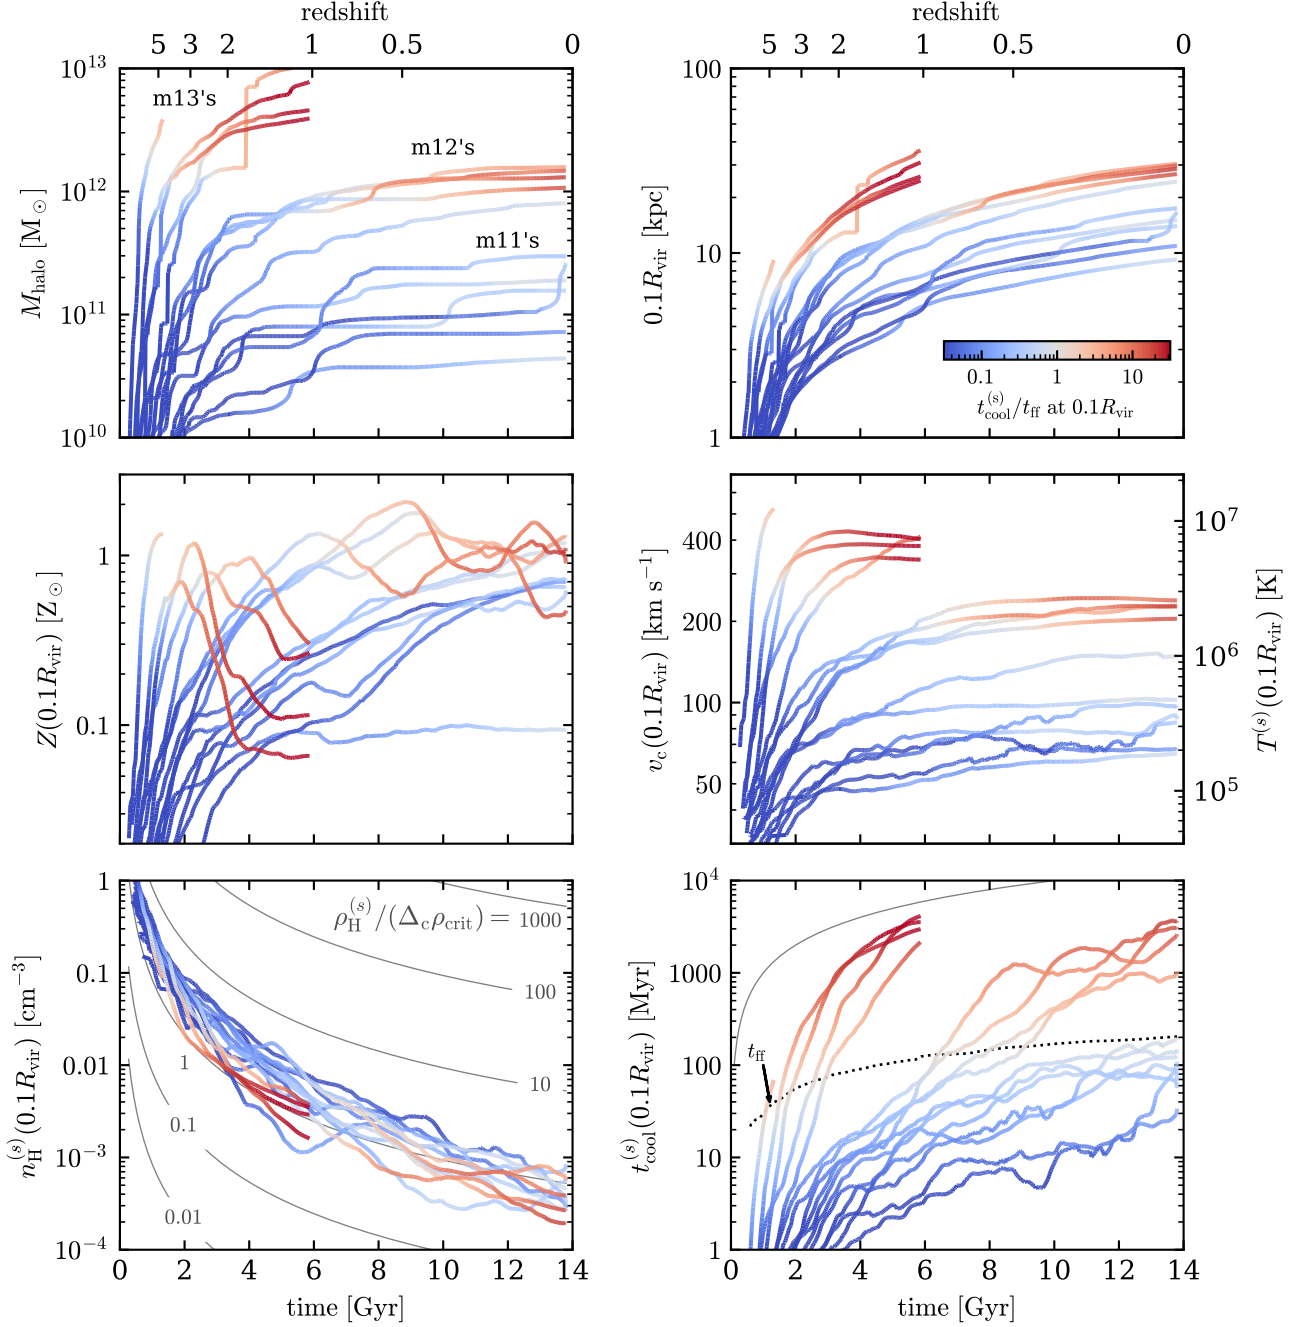 redshift
redshift
5 3 2 1 0.5 0
5 3 2 1 0.5 0
10^13
10^12
10^11
10^10
M_halo [M_⊙]
m13's
m12's
m11's
100
10
1
0.1R_vir [kpc]
0.1 1 10
t_cool^(s)/t_ff at 0.1R_vir
1
0.1
Z(0.1R_vir) [Z_⊙]
400
200
100
50
v_c(0.1R_vir) [km s^−1]
10^7
10^6
10^5
T^(s)(0.1R_vir) [K]
1
0.1
0.01
10^−3
10^−4
n_H^(s)(0.1R_vir) [cm^−3]
ρ_H^(s)/(Δ_c ρ_crit) = 1000
100
10
1
0.1
0.01
0 2 4 6 8 10 12 14
time [Gyr]
10^4
1000
100
10
1
t_cool^(s)(0.1R_vir) [Myr]
t_ff
0 2 4 6 8 10 12 14
time [Gyr]